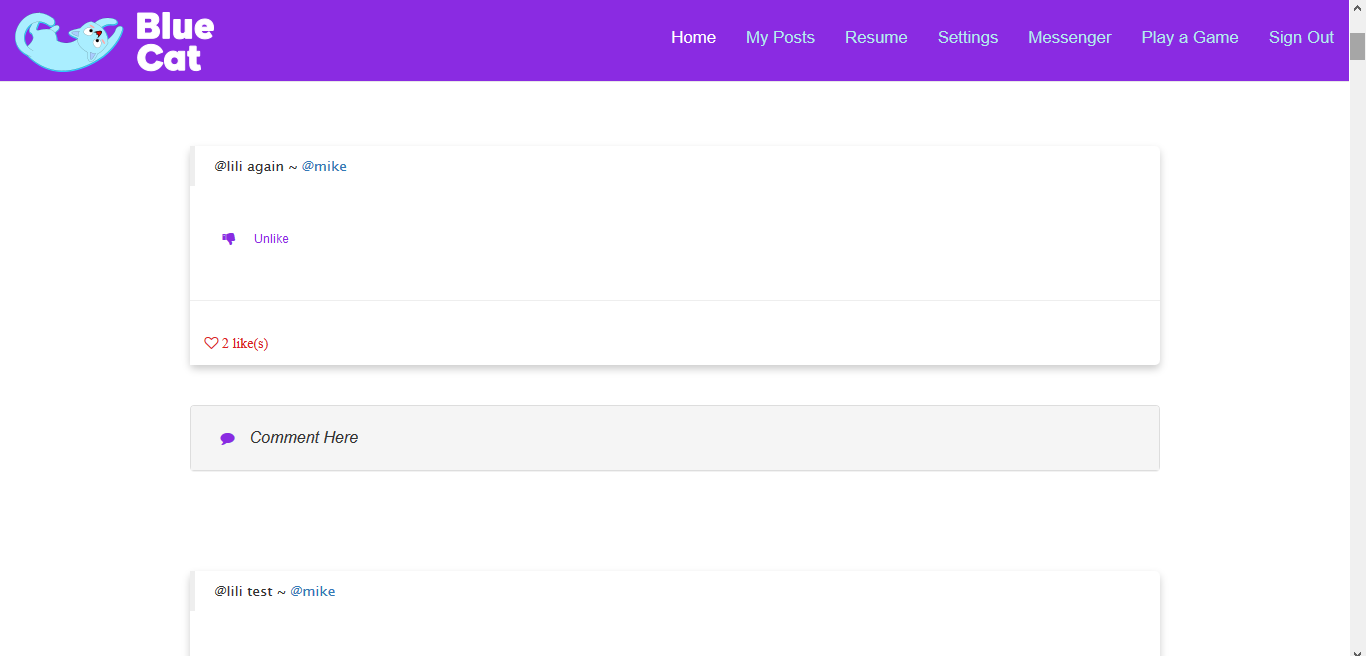 Blue
Cat
Home My Posts Resume Settings Messenger Play a Game Sign Out
@lili again ~ @mike
Unlike
2 like(s)
Comment Here
@lili test ~ @mike